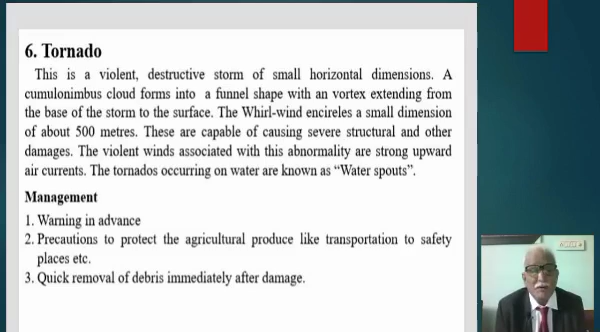 6. Tornado
This is a violent, destructive storm of small horizontal dimensions. A
cumulonimbus cloud forms into a funnel shape with an vortex extending from
the base of the storm to the surface. The Whirl-wind encireles a small dimension
of about 500 metres. These are capable of causing severe structural and other
damages. The violent winds associated with this abnormality are strong upward
air currents. The tornados occurring on water are known as “Water spouts”.
Management
1. Warning in advance
2. Precautions to protect the agricultural produce like transportation to safety
places etc.
3. Quick removal of debris immediately after damage.